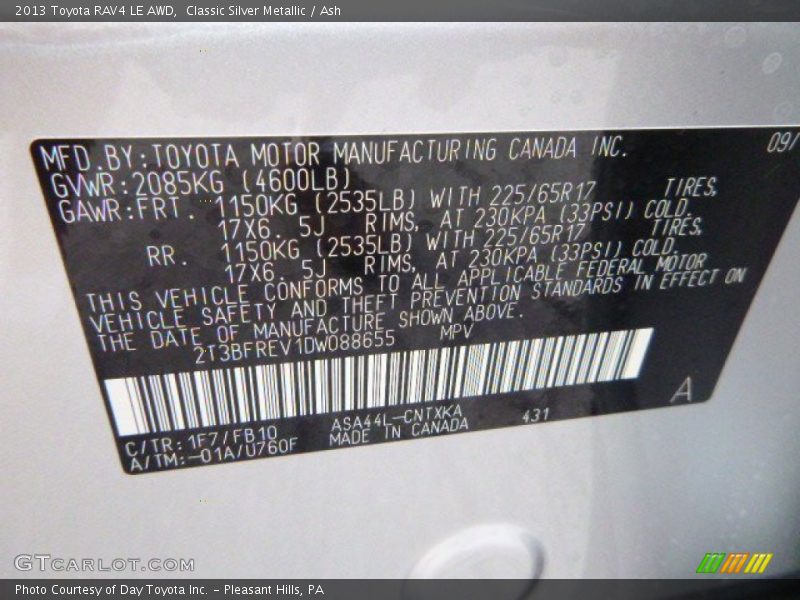 2013 Toyota RAV4 LE AWD,  Classic Silver Metallic / Ash
MFD.BY:TOYOTA MOTOR MANUFACTURING CANADA INC. 09/
GVWR:2085KG (4600LB)
GAWR:FRT. 1150KG (2535LB) WITH 225/65R17 TIRES,
17X6. 5J RIMS, AT 230KPA (33PSI) COLD.
RR. 1150KG (2535LB) WITH 225/65R17 TIRES,
17X6. 5J RIMS, AT 230KPA (33PSI) COLD.
THIS VEHICLE CONFORMS TO ALL APPLICABLE FEDERAL MOTOR
VEHICLE SAFETY AND THEFT PREVENTION STANDARDS IN EFFECT ON
THE DATE OF MANUFACTURE SHOWN ABOVE.
2T3BFREV1DW088655 MPV
A
C/TR:1F7/FB10 ASA44L-CNTXKA 431
A/TM:-01A/U760F MADE IN CANADA
GTCARLOT.COM
Photo Courtesy of Day Toyota Inc. - Pleasant Hills, PA